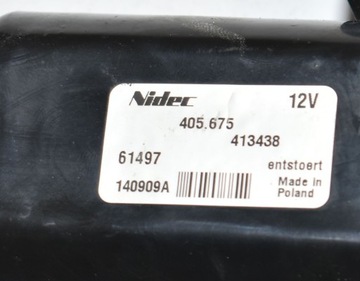 Nidec 12V
405.675
413438
61497 entstoert
140909A Made in
Poland